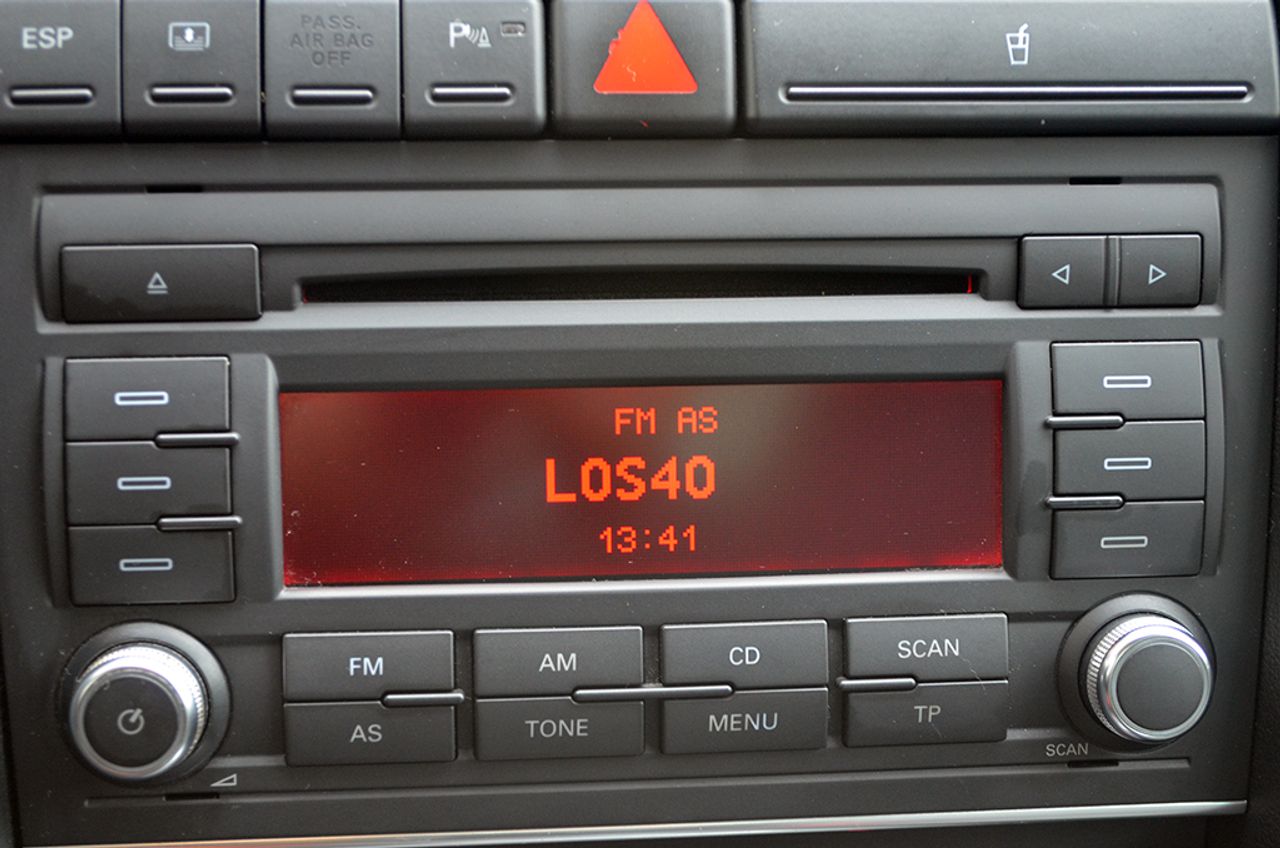 ESP
PASS.
AIR BAG
OFF
P
FM AS
LOS40
13:41
FM
AM
CD
SCAN
AS
TONE
MENU
TP
SCAN